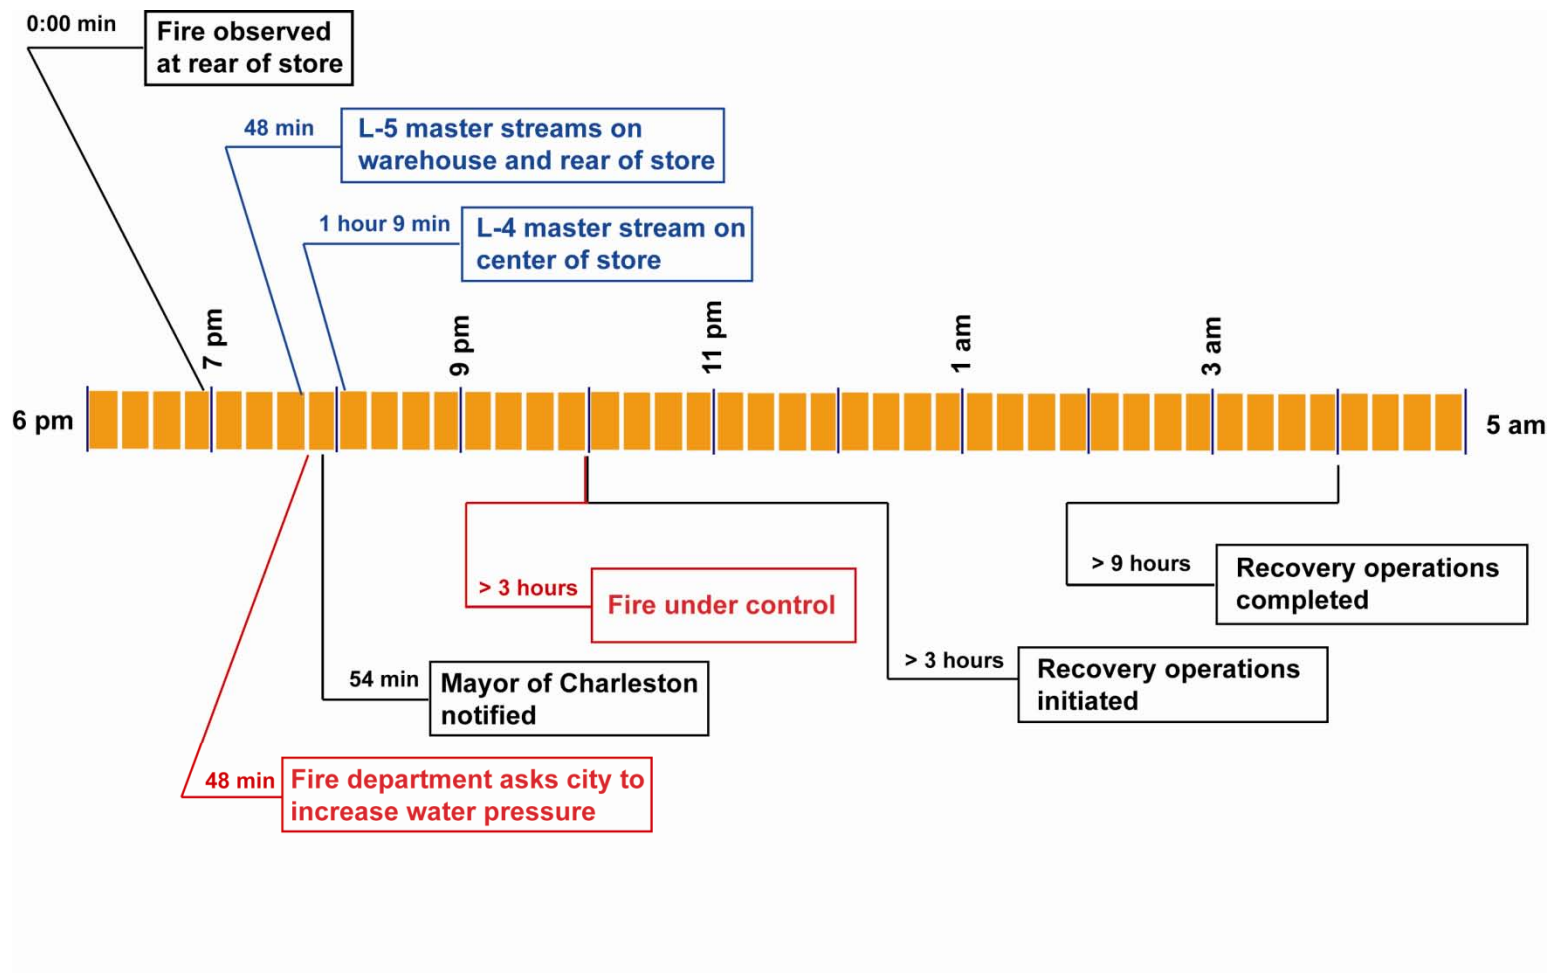 0:00 min
Fire observed
at rear of store
48 min
L-5 master streams on
warehouse and rear of store
1 hour 9 min
L-4 master stream on
center of store
7 pm
9 pm
11 pm
1 am
3 am
6 pm
5 am
> 3 hours
Fire under control
> 9 hours
Recovery operations
completed
> 3 hours
Recovery operations
initiated
54 min
Mayor of Charleston
notified
48 min
Fire department asks city to
increase water pressure